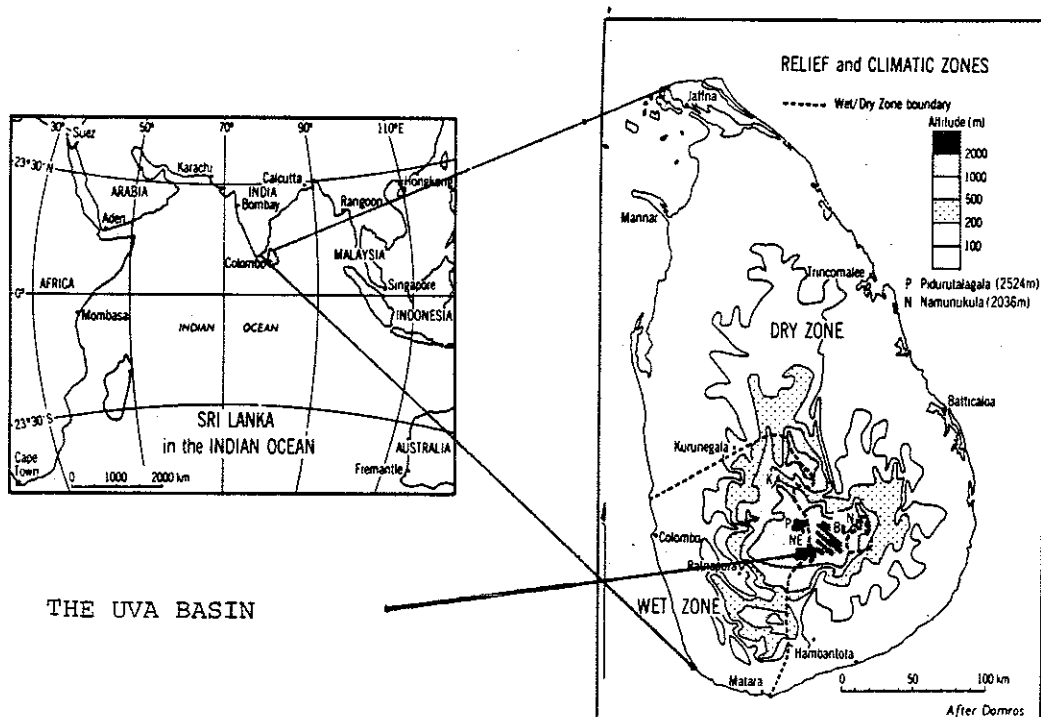 30°
50°
70°
90°
110°E
Suez
23°30'N
Karachi
Calcutta
Hongkong
ARABIA
INDIA
Bombay
Rangoon
Aden
Colombo
MALAYSIA
AFRICA
Singapore
0°
INDONESIA
Mombasa
INDIAN OCEAN
23°30'S
SRI LANKA
in the INDIAN OCEAN
AUSTRALIA
Cape
Town
Fremantle
0 1000 2000 km
THE UVA BASIN
RELIEF and CLIMATIC ZONES
Wet/Dry Zone boundary
Altitude (m)
2000
1000
500
200
100
P Pidurutalagala (2524m)
N Namunukula (2036m)
Jaffna
Mannar
Trincomalee
DRY ZONE
Batticaloa
Kurunegala
K
P
N
B
NE
Colombo
Ratnapura
WET ZONE
Hambantota
Matara
0 50 100 km
After Domros